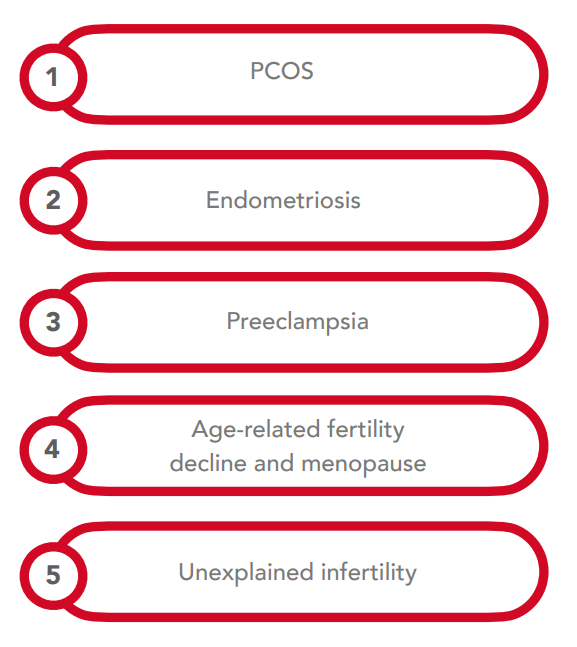 1
PCOS
2
Endometriosis
3
Preeclampsia
4
Age-related fertility
decline and menopause
5
Unexplained infertility